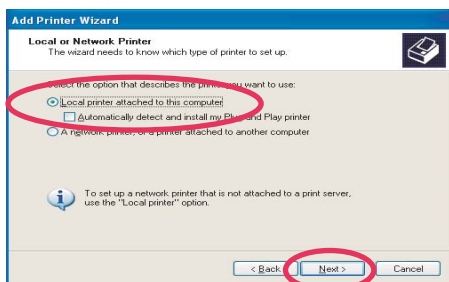 Add Printer Wizard
Local or Network Printer
The wizard needs to know which type of printer to set up.
Select the option that describes the printer you want to use:
Local printer attached to this computer
Automatically detect and install my Plug and Play printer
A network printer, or a printer attached to another computer
To set up a network printer that is not attached to a print server,
use the "Local printer" option.
< Back Next > Cancel